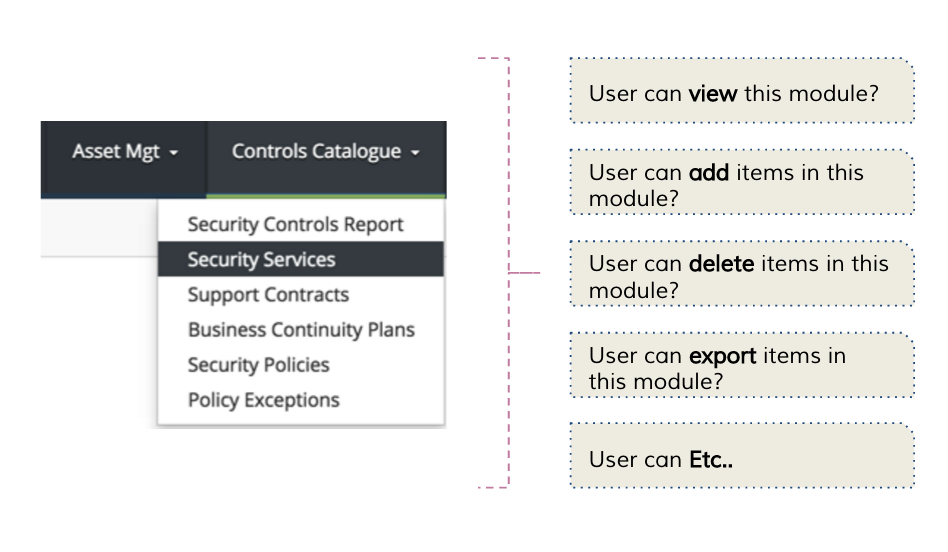 Asset Mgt
Controls Catalogue
Security Controls Report
Security Services
Support Contracts
Business Continuity Plans
Security Policies
Policy Exceptions
User can view this module?
User can add items in this
module?
User can delete items in this
module?
User can export items in
this module?
User can Etc..